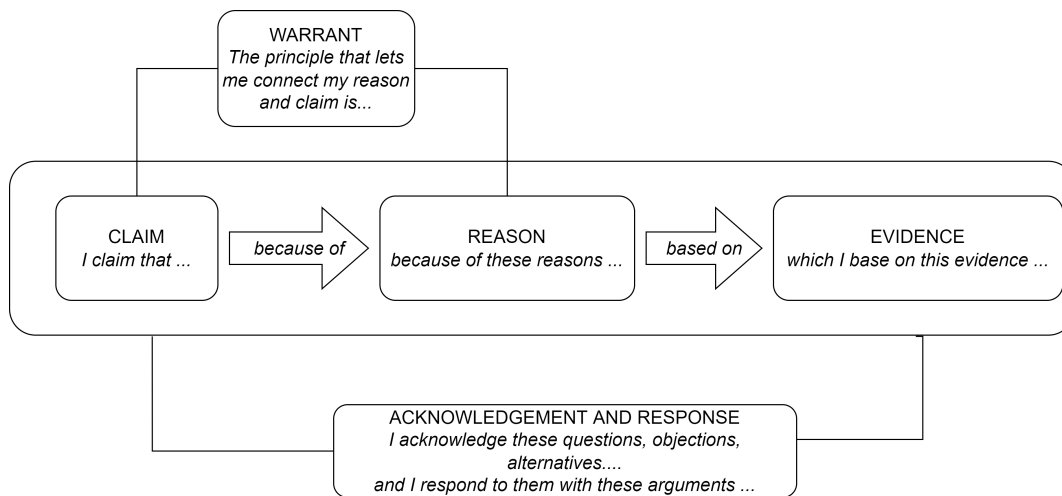 WARRANT
The principle that lets
me connect my reason
and claim is...
CLAIM
I claim that ...
because of
REASON
because of these reasons ...
based on
EVIDENCE
which I base on this evidence ...
ACKNOWLEDGEMENT AND RESPONSE
I acknowledge these questions, objections,
alternatives....
and I respond to them with these arguments ...